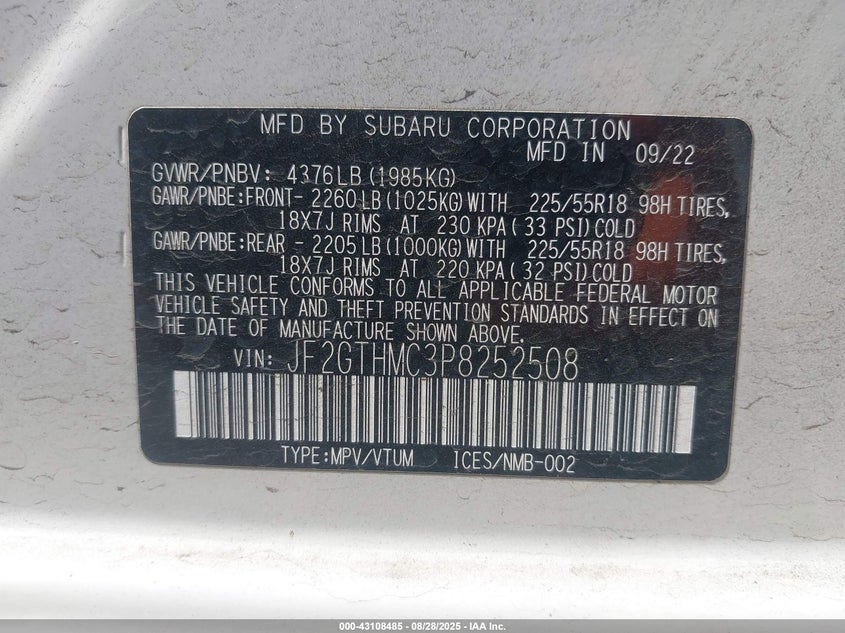 MFD BY SUBARU CORPORATION
MFD IN 09/22
GVWR/PNBV: 4376LB(1985KG)
GAWR/PNBE:FRONT- 2260LB(1025KG)WITH 225/55R18 98H TIRES,
18X7J RIMS AT 230 KPA( 33 PSI)COLD
GAWR/PNBE:REAR - 2205LB(1000KG)WITH 225/55R18 98H TIRES,
18X7J RIMS AT 220 KPA( 32 PSI)COLD
THIS VEHICLE CONFORMS TO ALL APPLICABLE FEDERAL MOTOR
VEHICLE SAFETY AND THEFT PREVENTION STANDARDS IN EFFECT ON
THE DATE OF MANUFACTURE SHOWN ABOVE.
VIN: JF2GTHMC3P8252508
TYPE:MPV/VTUM ICES/NMB-002
000-43108485 - 08/28/2025 - IAA Inc.